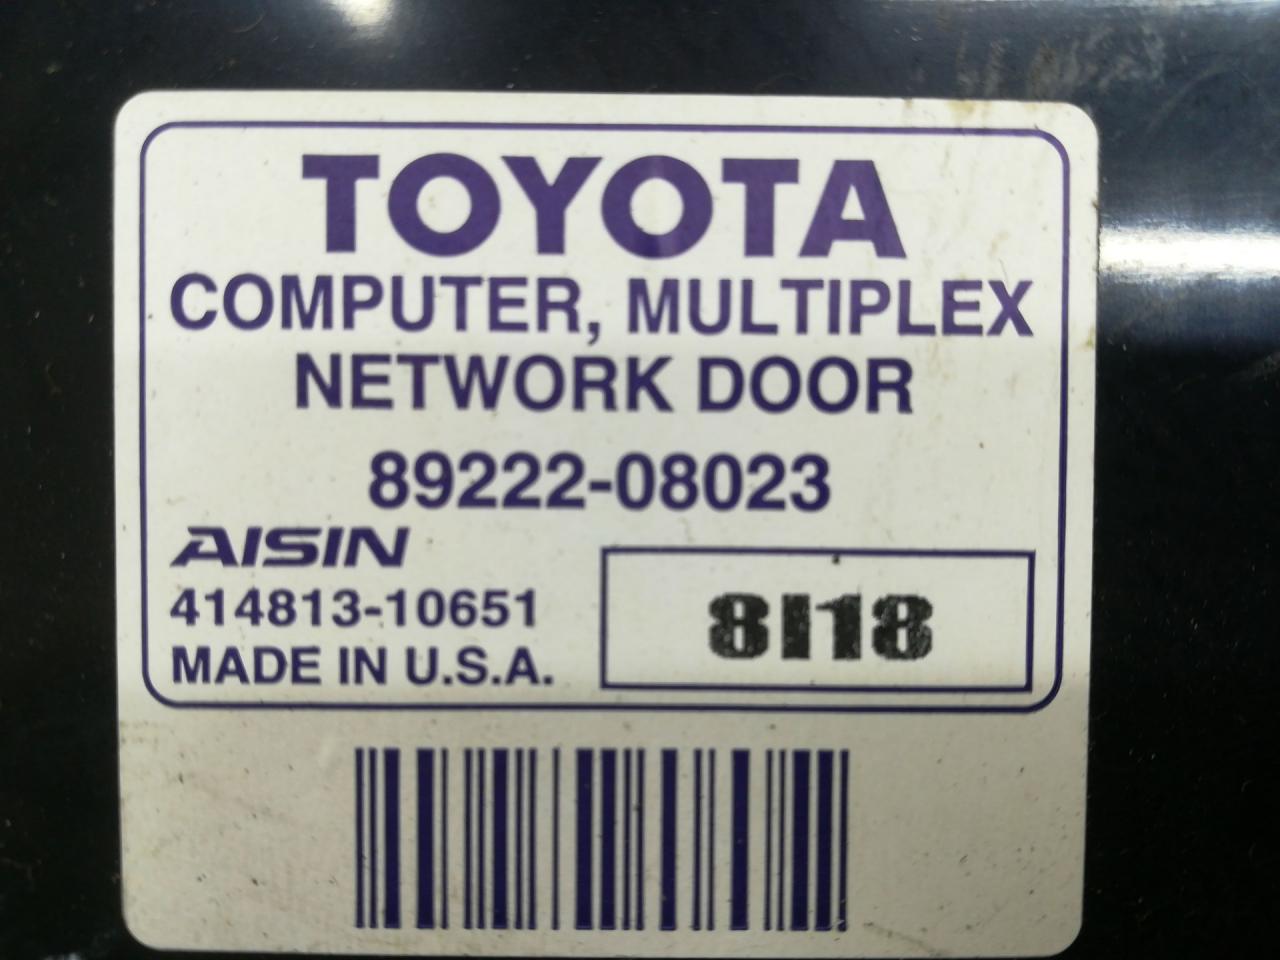 TOYOTA
COMPUTER, MULTIPLEX
NETWORK DOOR
89222-08023
AISIN
414813-10651
MADE IN U.S.A.
8I18